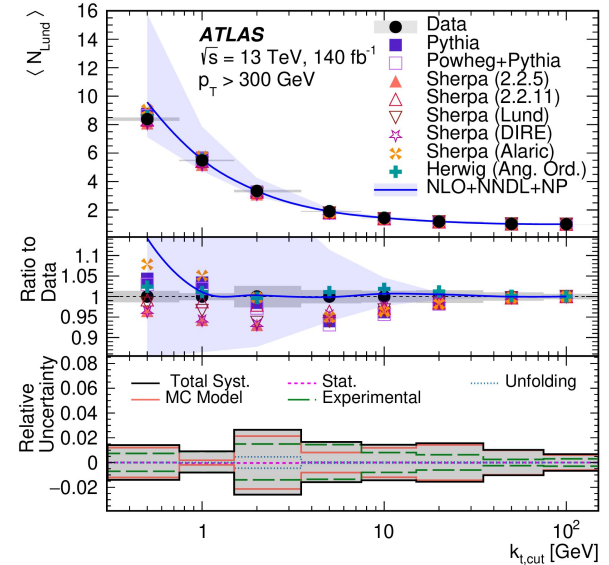 ⟨ N_Lund ⟩
16
14
12
10
8
6
4
2
ATLAS
√s = 13 TeV, 140 fb⁻¹
p_T > 300 GeV
Data
Pythia
Powheg+Pythia
Sherpa (2.2.5)
Sherpa (2.2.11)
Sherpa (Lund)
Sherpa (DIRE)
Sherpa (Alaric)
Herwig (Ang. Ord.)
NLO+NNDL+NP
Ratio to
Data
1.1
1.05
1
0.95
0.9
Relative
Uncertainty
0.08
0.06
0.04
0.02
0
−0.02
Total Syst.
Stat.
Unfolding
MC Model
Experimental
1
10
10²
k_t,cut [GeV]